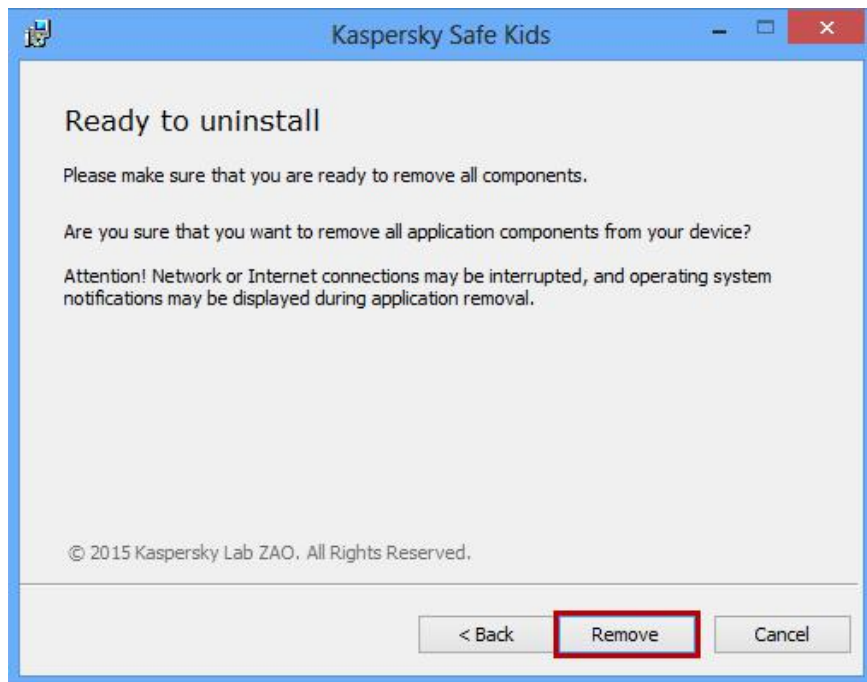 Kaspersky Safe Kids
Ready to uninstall
Please make sure that you are ready to remove all components.
Are you sure that you want to remove all application components from your device?
Attention! Network or Internet connections may be interrupted, and operating system
notifications may be displayed during application removal.
© 2015 Kaspersky Lab ZAO. All Rights Reserved.
< Back Remove Cancel